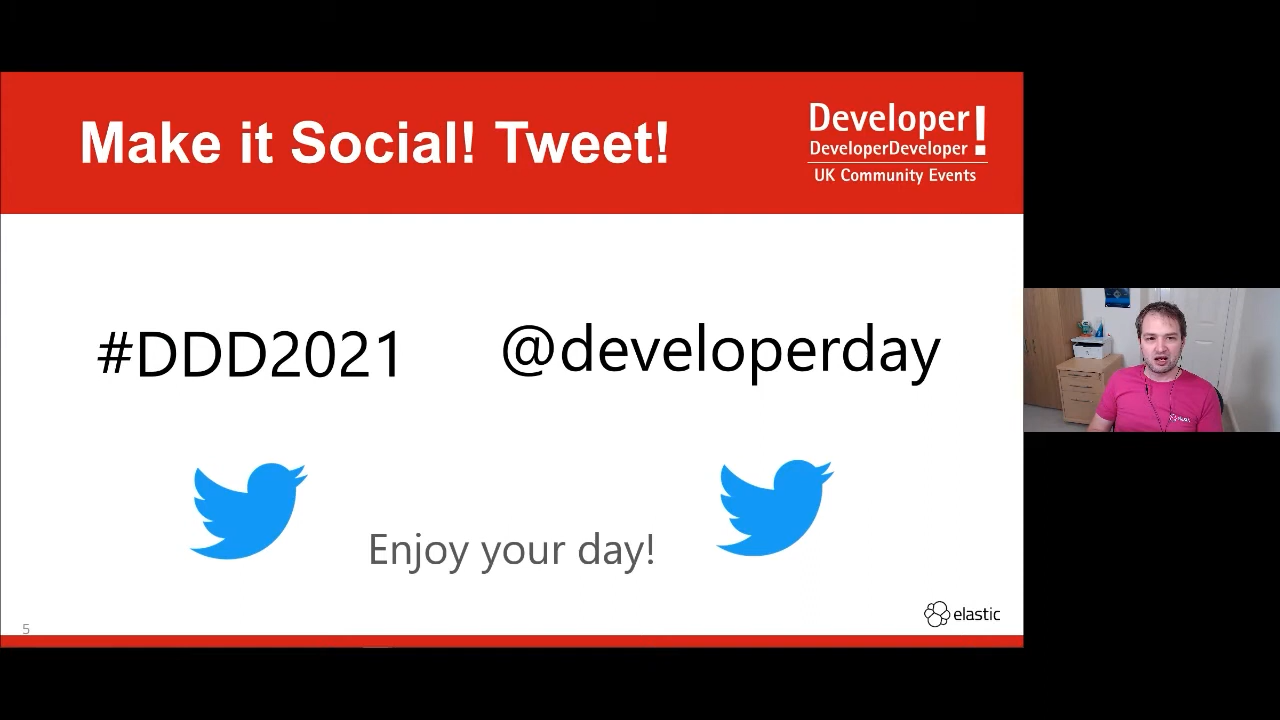 Make it Social! Tweet!
Developer!
DeveloperDeveloper
UK Community Events
#DDD2021
@developerday
Enjoy your day!
elastic
5